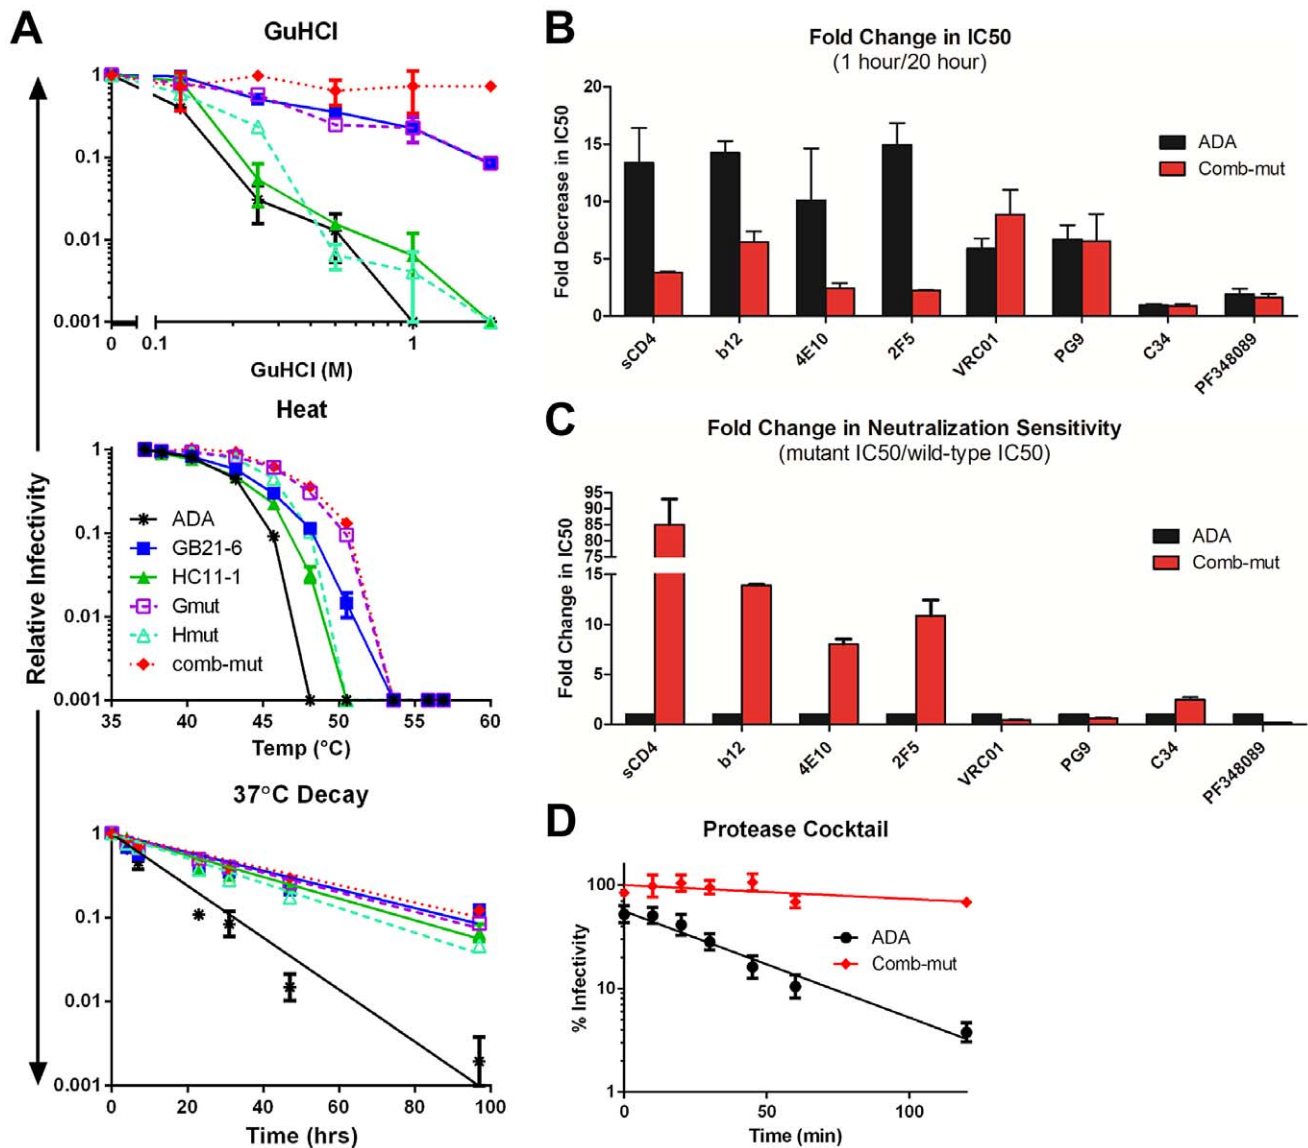 A
GuHCl
1
0.1
0.01
0.001
0 0.1 1
GuHCl (M)
Heat
1
0.1
0.01
0.001
ADA
GB21-6
HC11-1
Gmut
Hmut
comb-mut
35 40 45 50 55 60
Temp (°C)
37°C Decay
1
0.1
0.01
0.001
0 20 40 60 80 100
Time (hrs)
Relative Infectivity
B
Fold Change in IC50
(1 hour/20 hour)
Fold Decrease in IC50
20
15
10
5
0
ADA
Comb-mut
sCD4 b12 4E10 2F5 VRC01 PG9 C34 PF348089
C
Fold Change in Neutralization Sensitivity
(mutant IC50/wild-type IC50)
Fold Change in IC50
95
90
85
80
75
15
10
5
0
ADA
Comb-mut
sCD4 b12 4E10 2F5 VRC01 PG9 C34 PF348089
D
Protease Cocktail
% Infectivity
100
10
1
ADA
Comb-mut
0 50 100
Time (min)